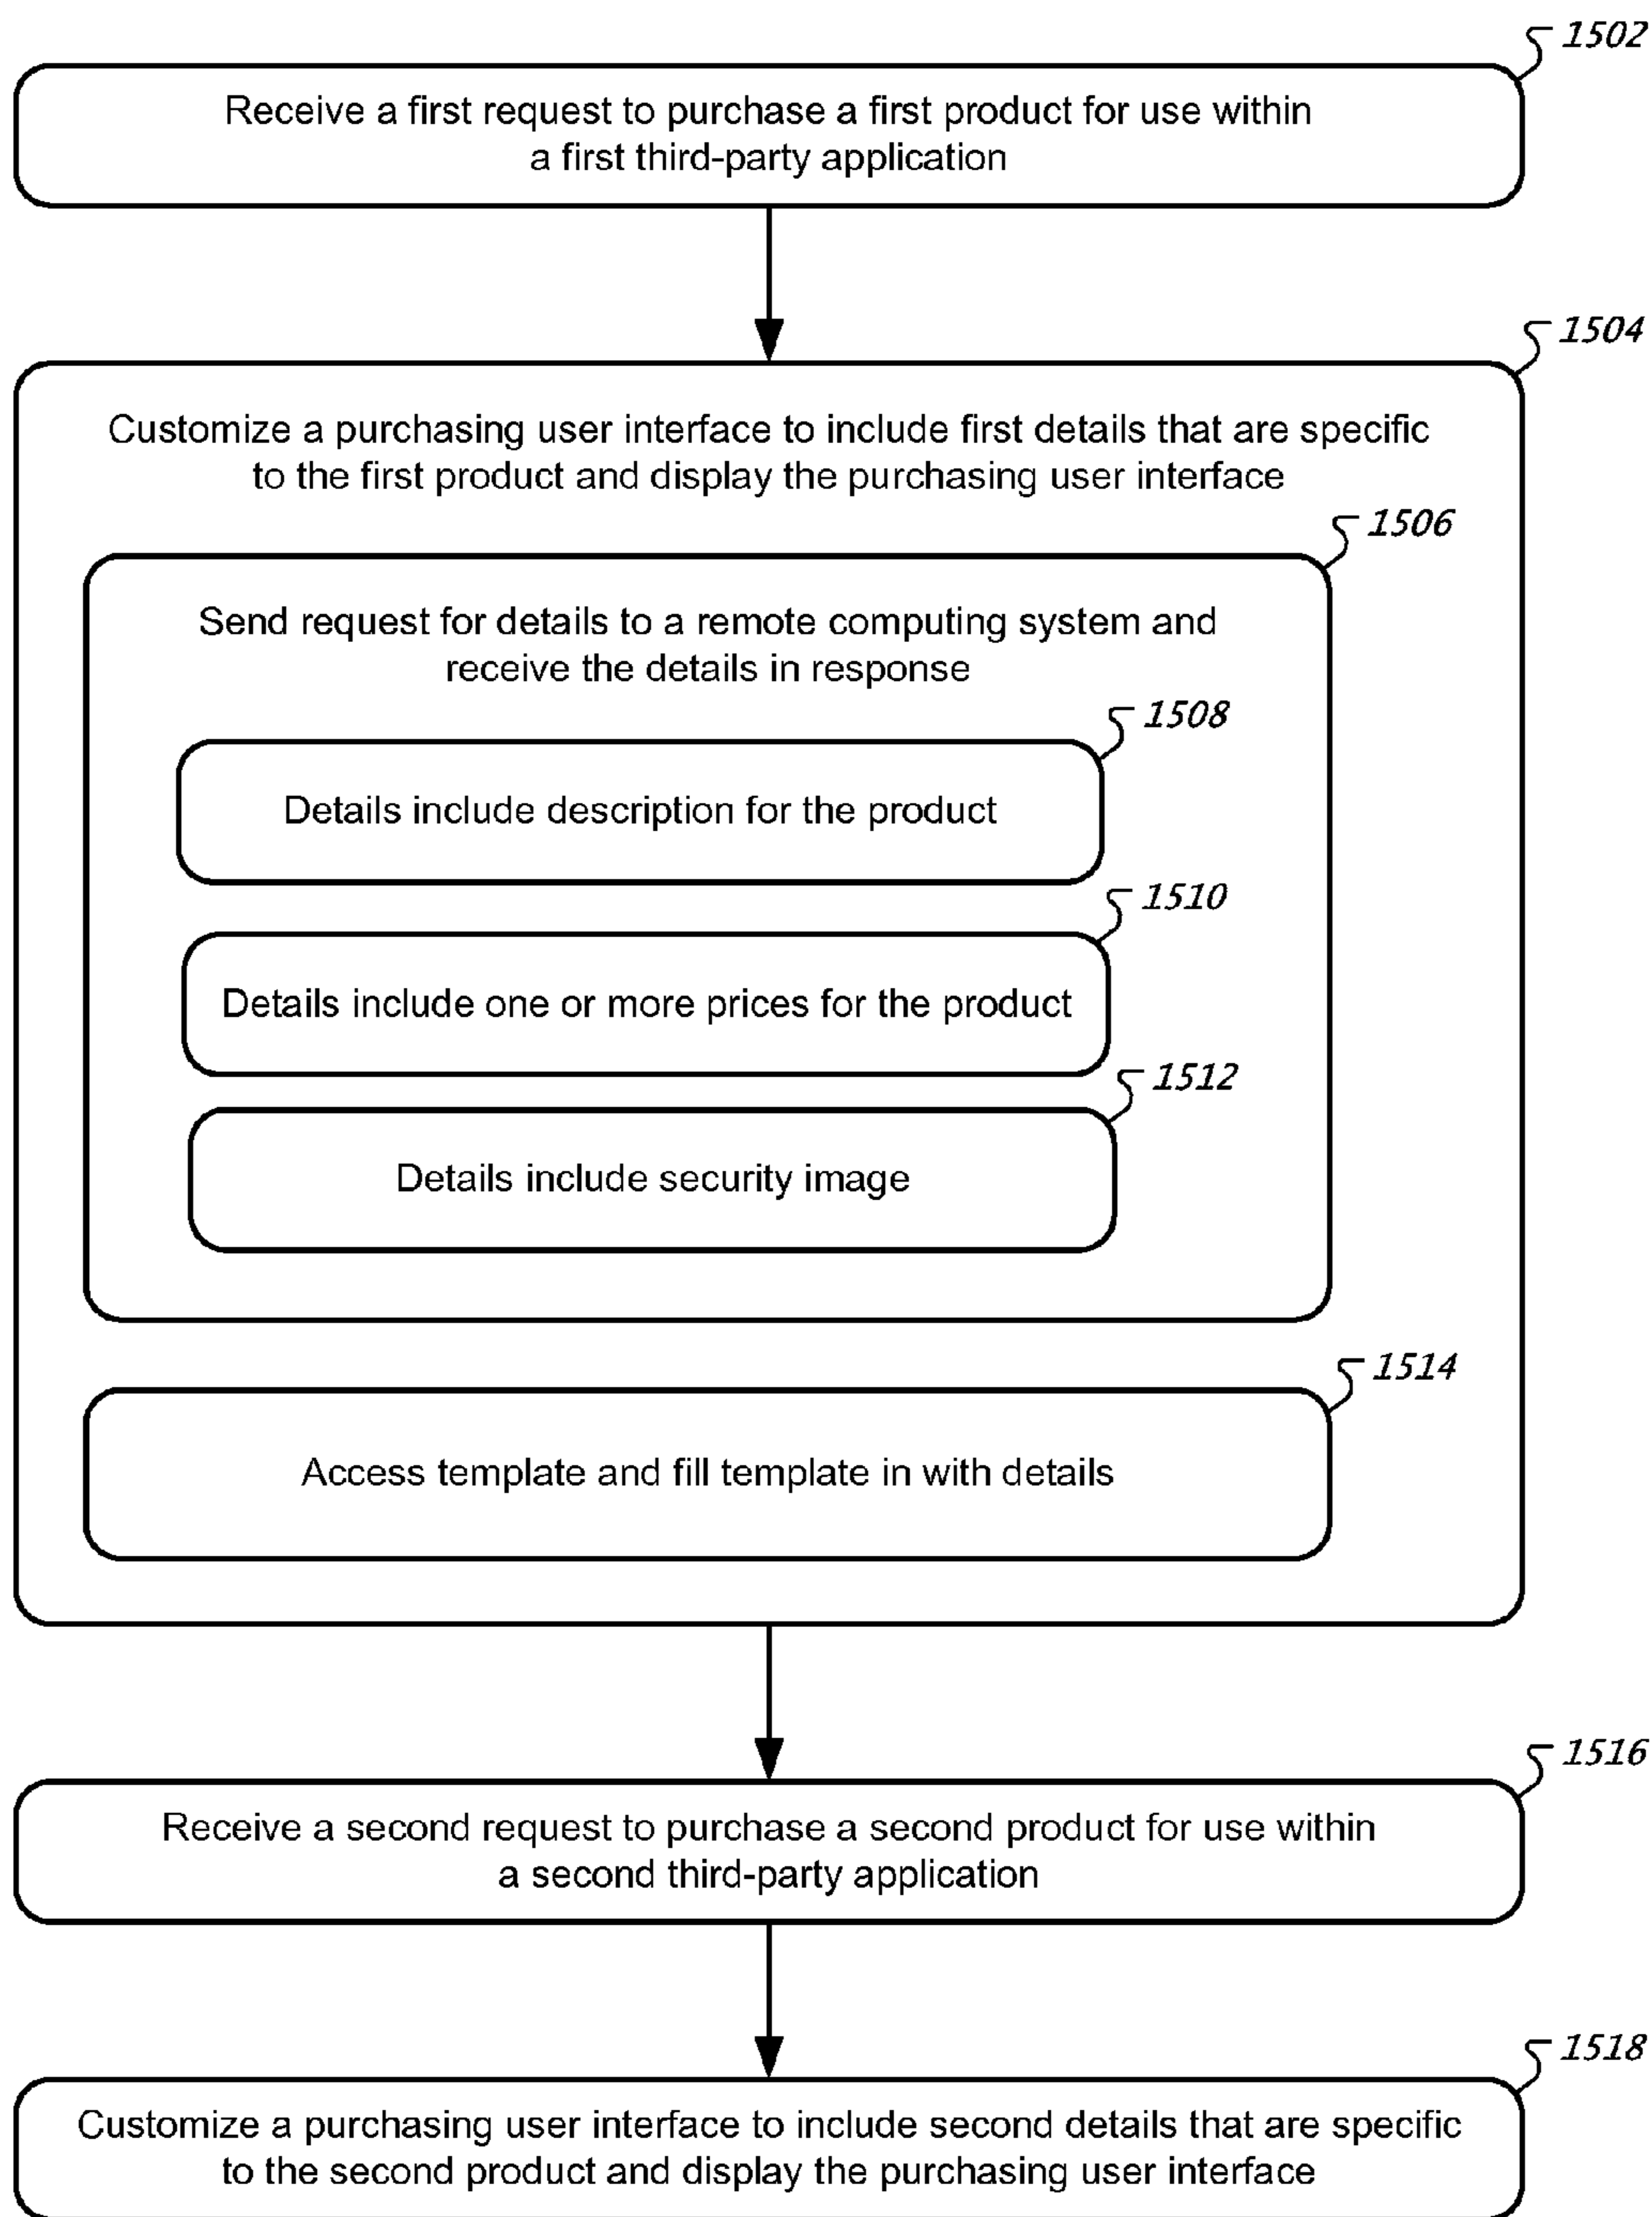 1502
Receive a first request to purchase a first product for use within
a first third-party application
1504
Customize a purchasing user interface to include first details that are specific
to the first product and display the purchasing user interface
1506
Send request for details to a remote computing system and
receive the details in response
1508
Details include description for the product
1510
Details include one or more prices for the product
1512
Details include security image
1514
Access template and fill template in with details
1516
Receive a second request to purchase a second product for use within
a second third-party application
1518
Customize a purchasing user interface to include second details that are specific
to the second product and display the purchasing user interface